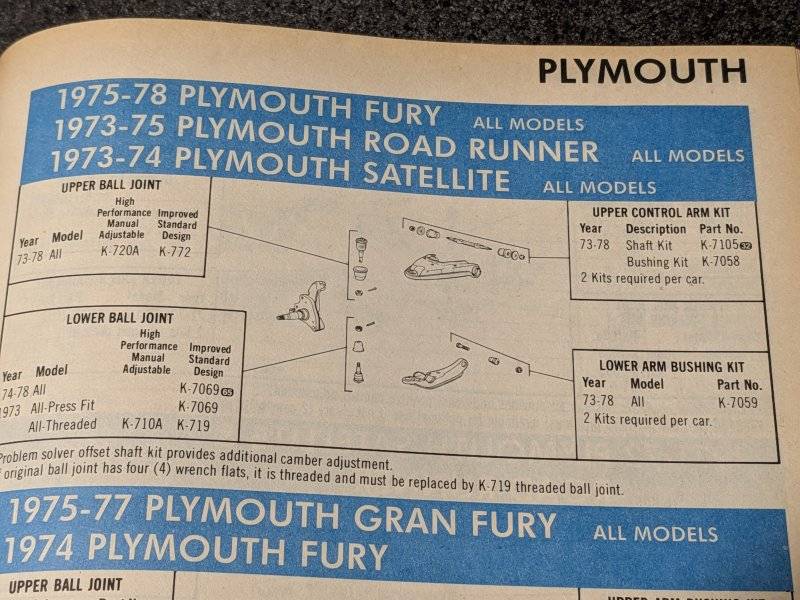 PLYMOUTH
1975-78 PLYMOUTH FURY ALL MODELS
1973-75 PLYMOUTH ROAD RUNNER ALL MODELS
1973-74 PLYMOUTH SATELLITE ALL MODELS
UPPER BALL JOINT
High
Performance Improved
Manual Standard
Year Model Adjustable Design
73-78 All K-720A K-772
UPPER CONTROL ARM KIT
Year Description Part No.
73-78 Shaft Kit K-7105 32
Bushing Kit K-7058
2 Kits required per car.
LOWER BALL JOINT
High
Performance Improved
Manual Standard
Year Model Adjustable Design
74-78 All K-7069 65
1973 All-Press Fit K-7069
All-Threaded K-710A K-719
LOWER ARM BUSHING KIT
Year Model Part No.
73-78 All K-7059
2 Kits required per car.
Problem solver offset shaft kit provides additional camber adjustment.
original ball joint has four (4) wrench flats, it is threaded and must be replaced by K-719 threaded ball joint.
1975-77 PLYMOUTH GRAN FURY ALL MODELS
1974 PLYMOUTH FURY
UPPER BALL JOINT